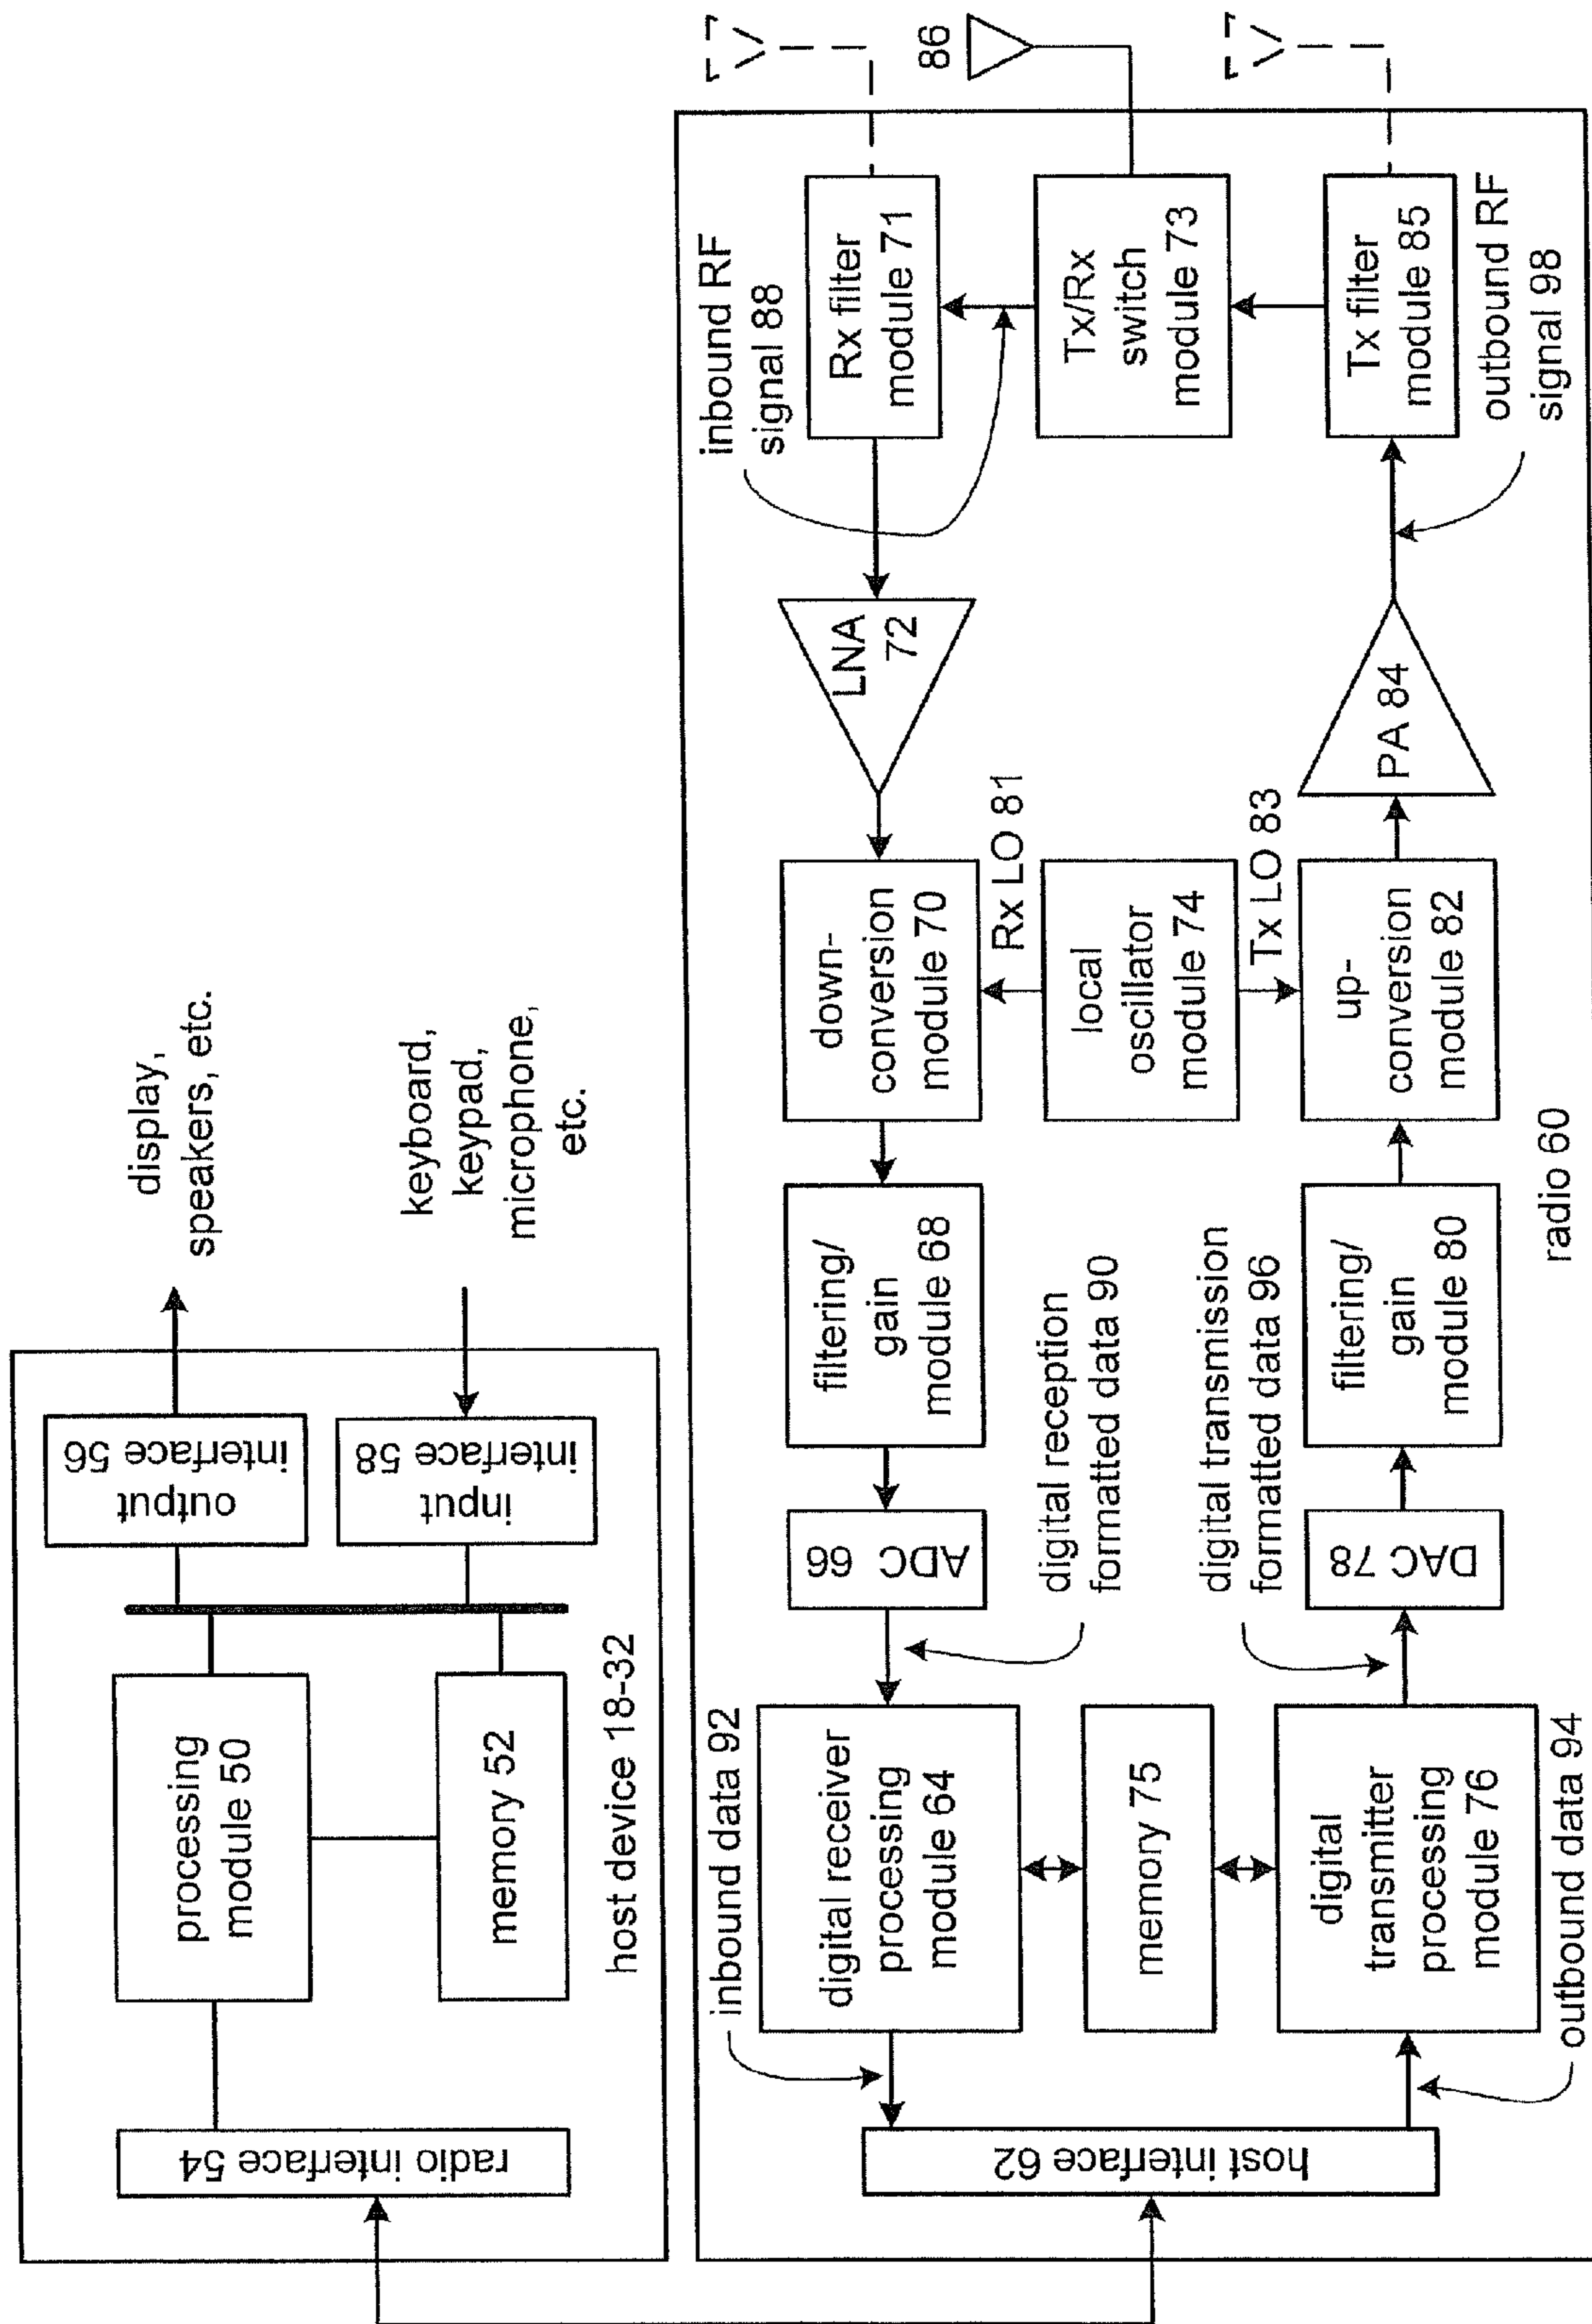 display,
speakers, etc.
keyboard,
keypad,
microphone,
etc.
output
interface 56
input
interface 58
processing
module 50
memory 52
radio interface 54
host device 18-32
86
inbound RF
signal 88
Rx filter
module 71
Tx/Rx
switch
module 73
Tx filter
module 85
outbound RF
signal 98
LNA
72
PA 84
down-
conversion
module 70
Rx LO 81
local
oscillator
module 74
Tx LO 83
up-
conversion
module 82
filtering/
gain
module 68
filtering/
gain
module 80
radio 60
ADC
66
digital reception
formatted data 90
digital transmission
formatted data 96
DAC 78
inbound data 92
digital receiver
processing
module 64
memory 75
digital
transmitter
processing
module 76
outbound data 94
host interface 62